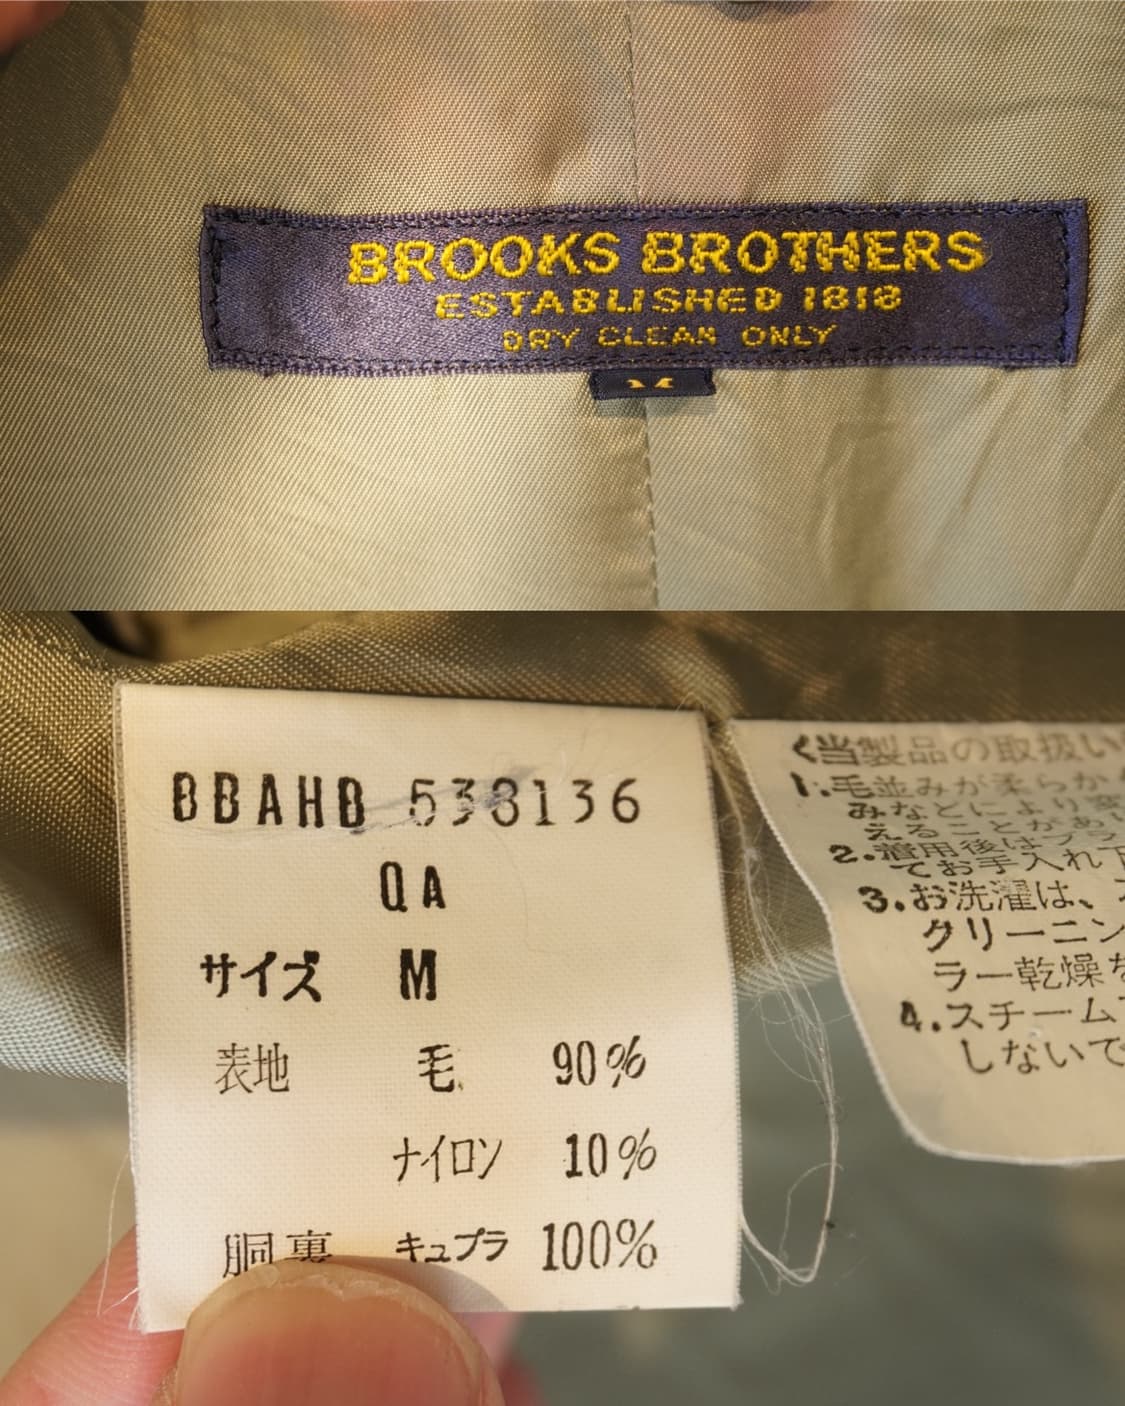 BROOKS BROTHERS
ESTABLISHED 1818
DRY CLEAN ONLY
M
BBAHB 538136
QA
サイズ M
表地 毛 90%
ナイロン 10%
胴裏 キュプラ 100%
〈当製品の取扱い
1.毛並みが柔らか
みなどにより変
えることがあ
2.着用後はブラ
てお手入れ下
3.お洗濯は、
クリーニン
ラー乾燥を
4.スチーム
しないで